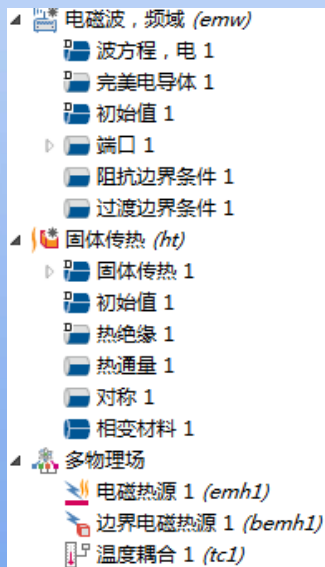 电磁波，频域 (emw)
波方程，电 1
完美电导体 1
初始值 1
端口 1
阻抗边界条件 1
过渡边界条件 1
固体传热 (ht)
固体传热 1
初始值 1
热绝缘 1
热通量 1
对称 1
相变材料 1
多物理场
电磁热源 1 (emh1)
边界电磁热源 1 (bemh1)
温度耦合 1 (tc1)